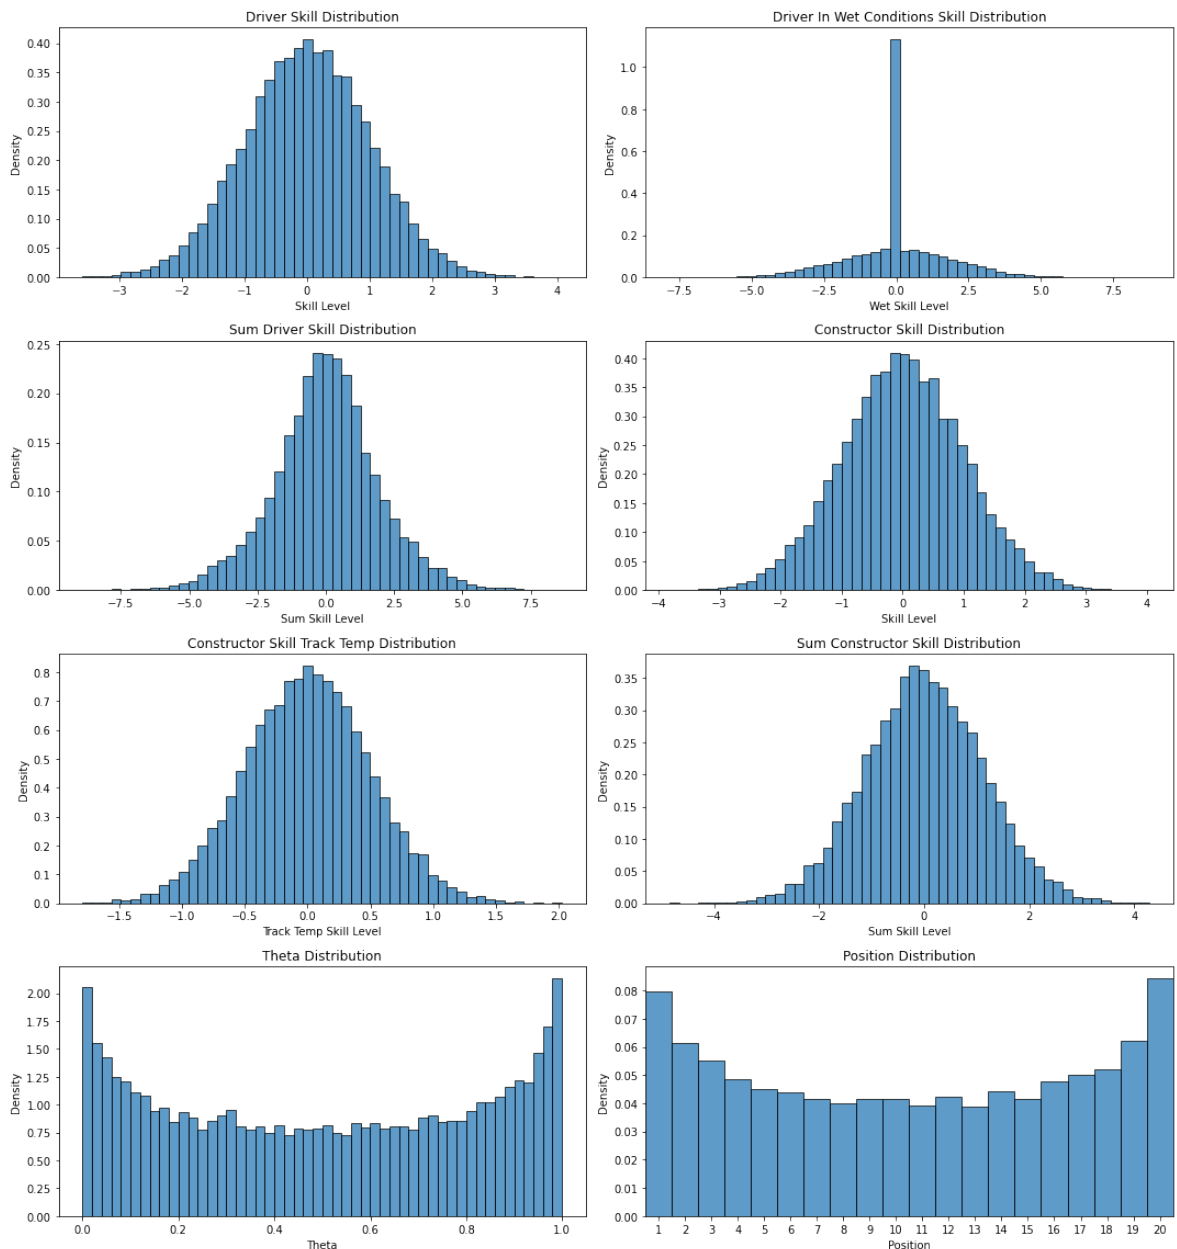 Driver Skill Distribution
Density
0.40
0.35
0.30
0.25
0.20
0.15
0.10
0.05
0.00
−3 −2 −1 0 1 2 3 4
Skill Level
Driver In Wet Conditions Skill Distribution
Density
1.0
0.8
0.6
0.4
0.2
0.0
−7.5 −5.0 −2.5 0.0 2.5 5.0 7.5
Wet Skill Level
Sum Driver Skill Distribution
Density
0.25
0.20
0.15
0.10
0.05
0.00
−7.5 −5.0 −2.5 0.0 2.5 5.0 7.5
Sum Skill Level
Constructor Skill Distribution
Density
0.40
0.35
0.30
0.25
0.20
0.15
0.10
0.05
0.00
−4 −3 −2 −1 0 1 2 3 4
Skill Level
Constructor Skill Track Temp Distribution
Density
0.8
0.7
0.6
0.5
0.4
0.3
0.2
0.1
0.0
−1.5 −1.0 −0.5 0.0 0.5 1.0 1.5 2.0
Track Temp Skill Level
Sum Constructor Skill Distribution
Density
0.35
0.30
0.25
0.20
0.15
0.10
0.05
0.00
−4 −2 0 2 4
Sum Skill Level
Theta Distribution
Density
2.00
1.75
1.50
1.25
1.00
0.75
0.50
0.25
0.00
0.0 0.2 0.4 0.6 0.8 1.0
Theta
Position Distribution
Density
0.08
0.07
0.06
0.05
0.04
0.03
0.02
0.01
0.00
1 2 3 4 5 6 7 8 9 10 11 12 13 14 15 16 17 18 19 20
Position